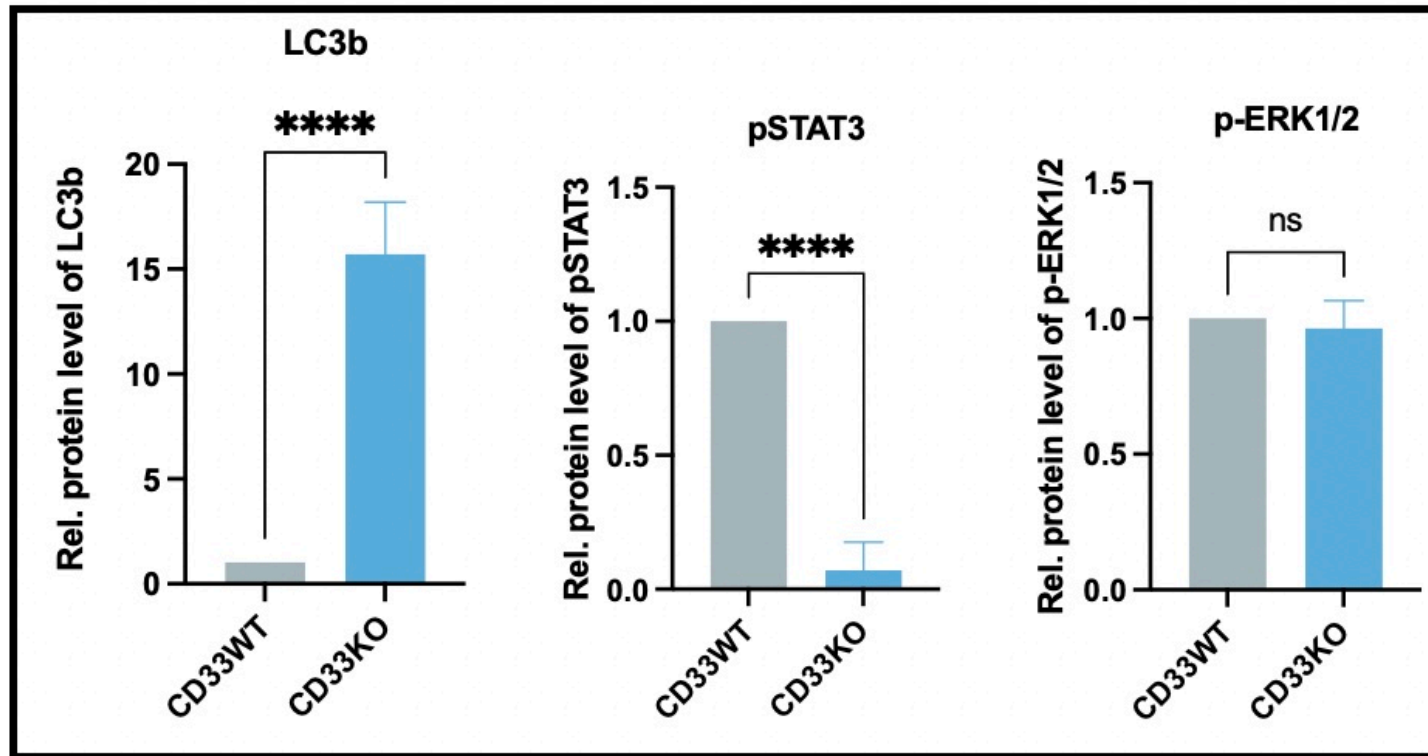 LC3b
****
Rel. protein level of LC3b
20
15
10
5
0
CD33WT
CD33KO
pSTAT3
****
Rel. protein level of pSTAT3
1.5
1.0
0.5
0.0
CD33WT
CD33KO
p-ERK1/2
ns
Rel. protein level of p-ERK1/2
1.5
1.0
0.5
0.0
CD33WT
CD33KO